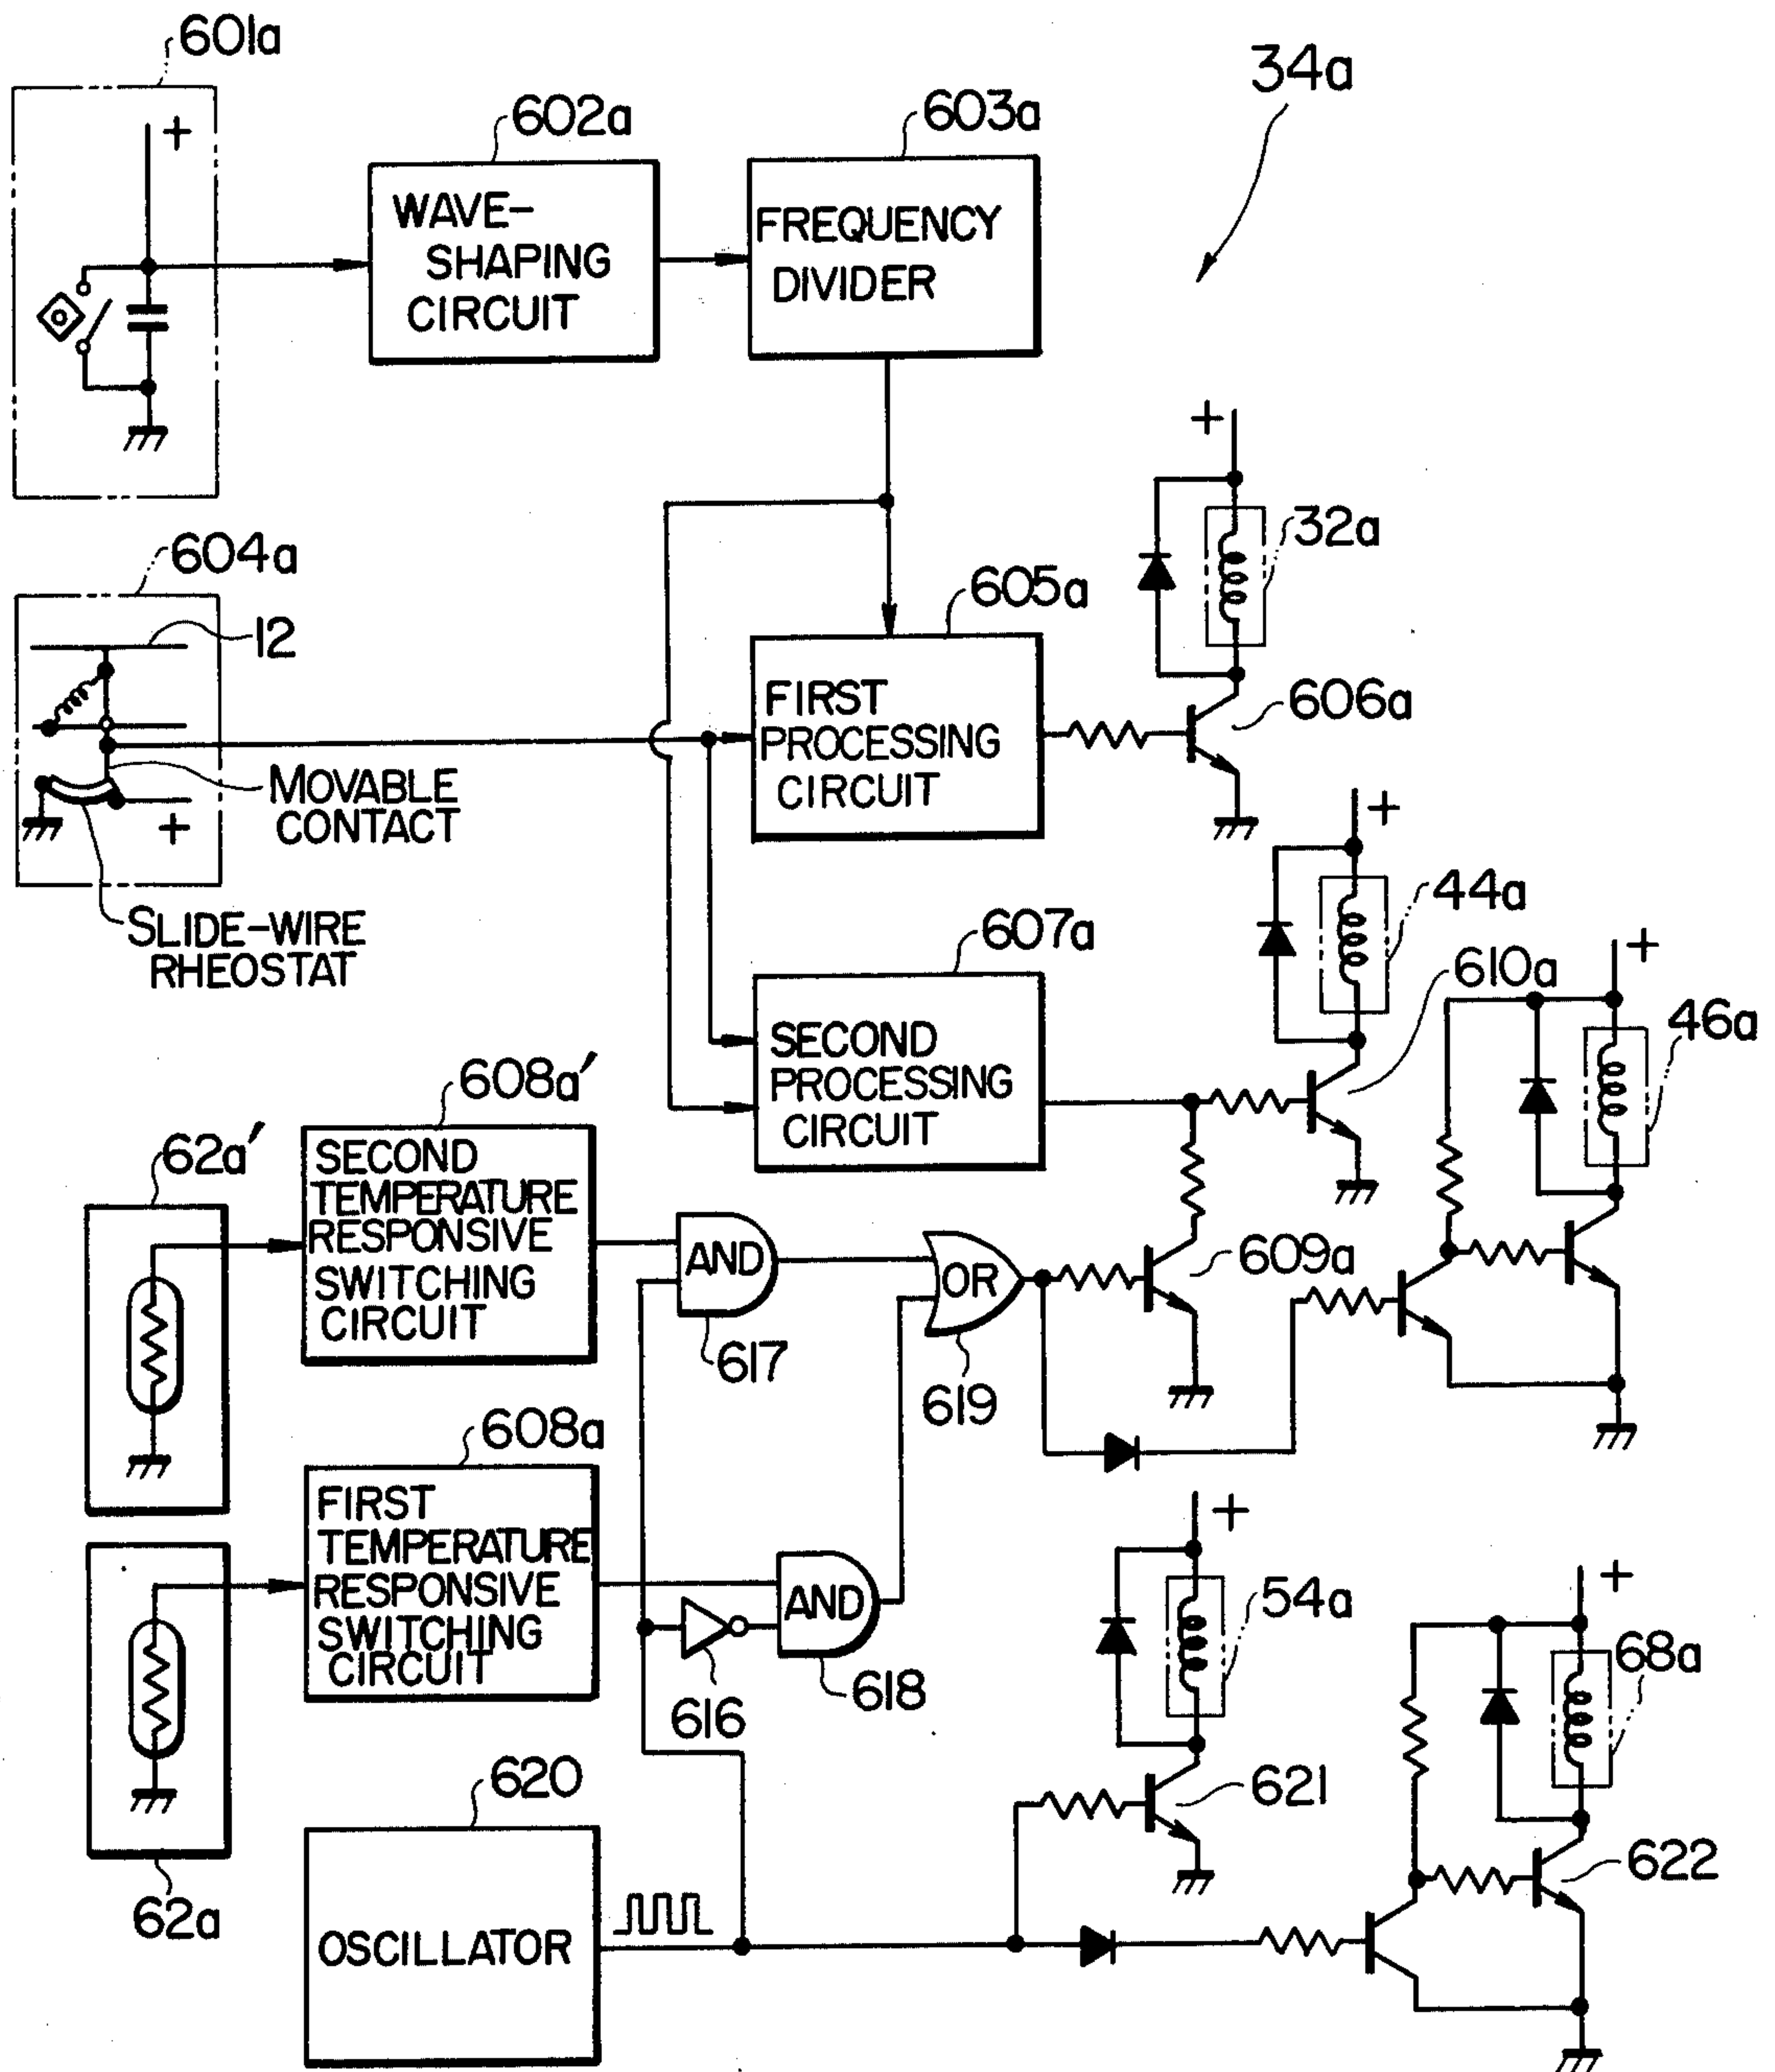 601a
34a
+
602a
603a
WAVE-
SHAPING
CIRCUIT
FREQUENCY
DIVIDER
+
32a
604a
12
605a
FIRST
PROCESSING
CIRCUIT
606a
MOVABLE
CONTACT
+
+
44a
SLIDE-WIRE
RHEOSTAT
607a
610a
+
46a
SECOND
PROCESSING
CIRCUIT
608a'
62a'
SECOND
TEMPERATURE
RESPONSIVE
SWITCHING
CIRCUIT
AND
617
OR
619
609a
608a
FIRST
TEMPERATURE
RESPONSIVE
SWITCHING
CIRCUIT
AND
616
618
+
54a
+
68a
62a
620
OSCILLATOR
621
622